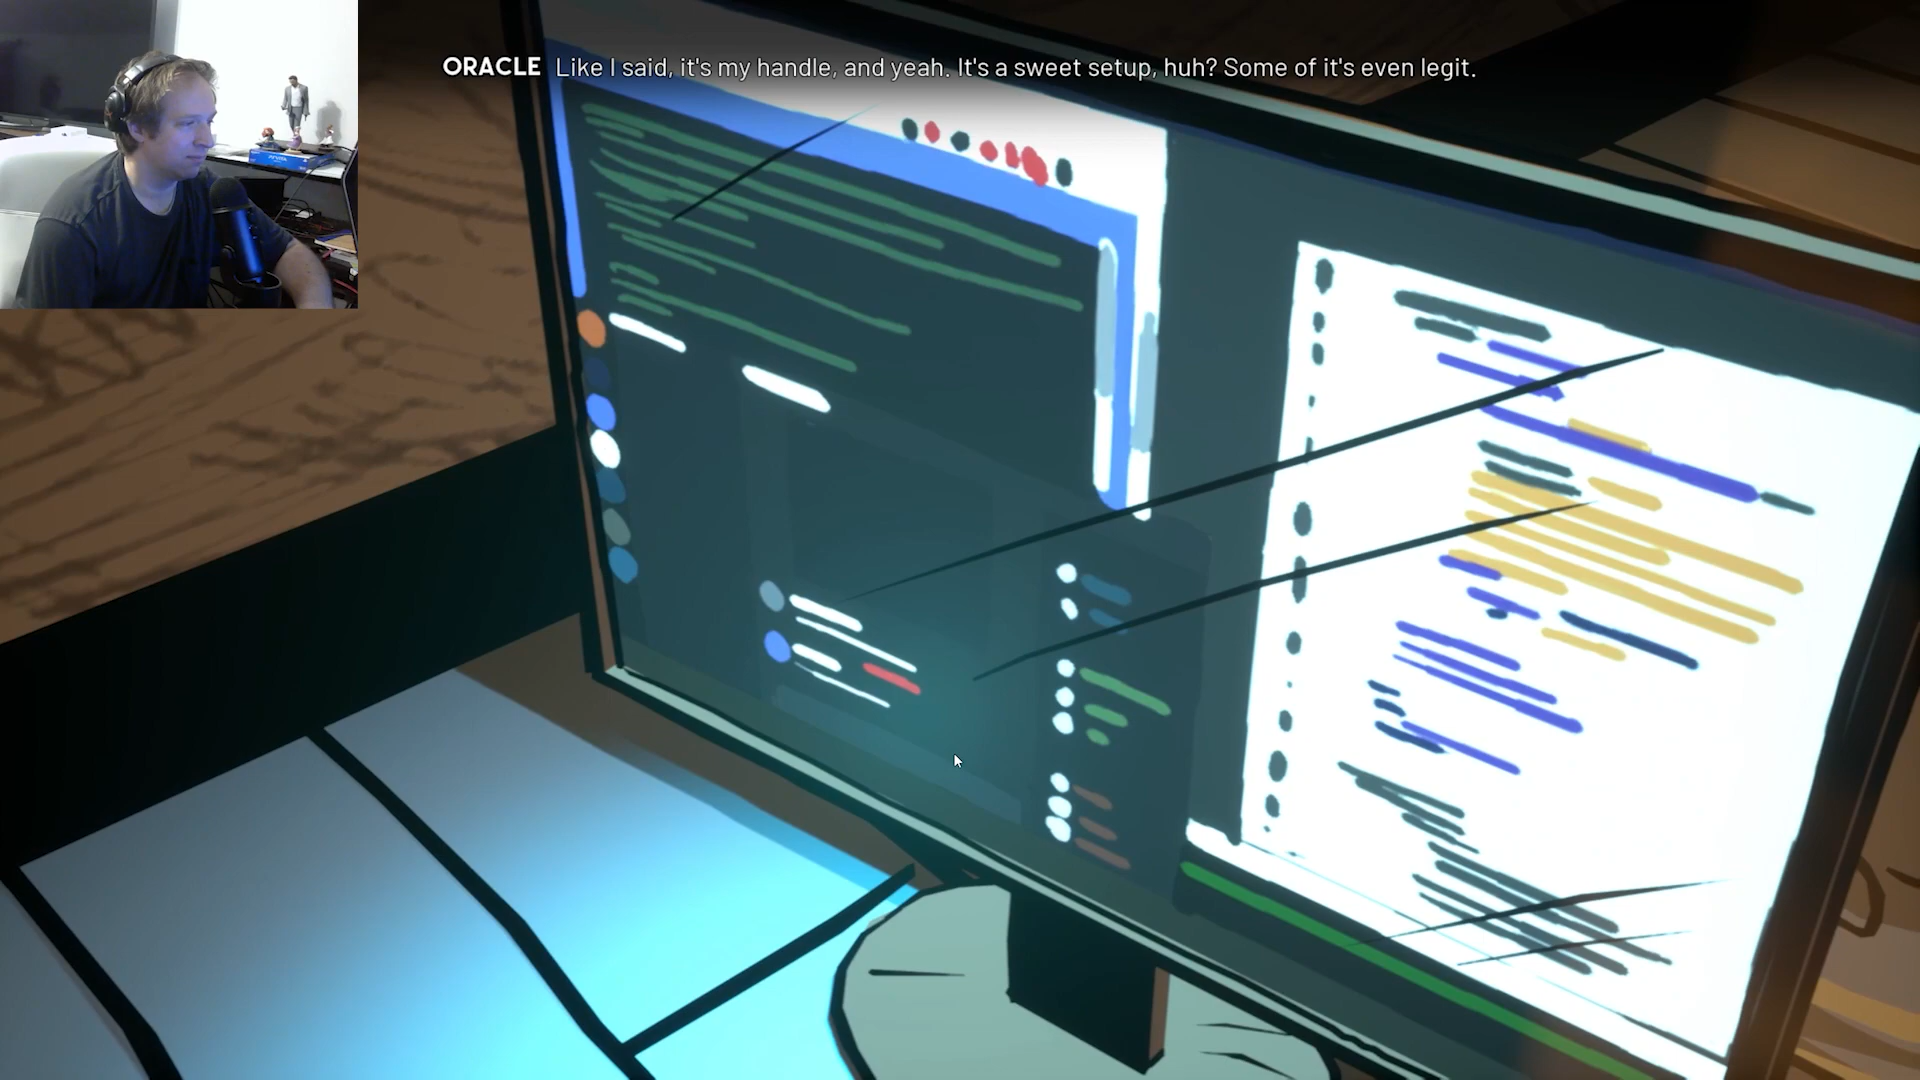 ORACLE Like I said, it's my handle, and yeah. It's a sweet setup, huh? Some of it's even legit.